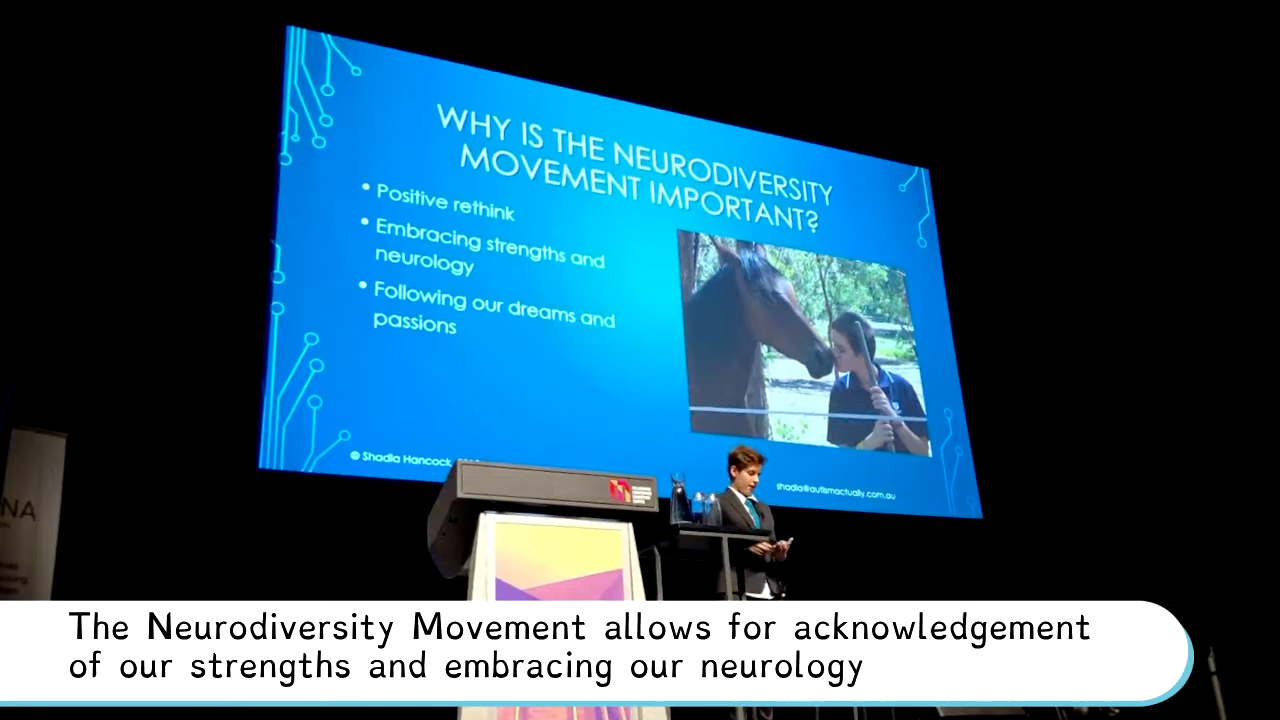 WHY IS THE NEURODIVERSITY
MOVEMENT IMPORTANT?
• Positive rethink
• Embracing strengths and
neurology
• Following our dreams and
passions
© Shadia Hancock
shadia@autismactually.com.au
NA
The Neurodiversity Movement allows for acknowledgement
of our strengths and embracing our neurology